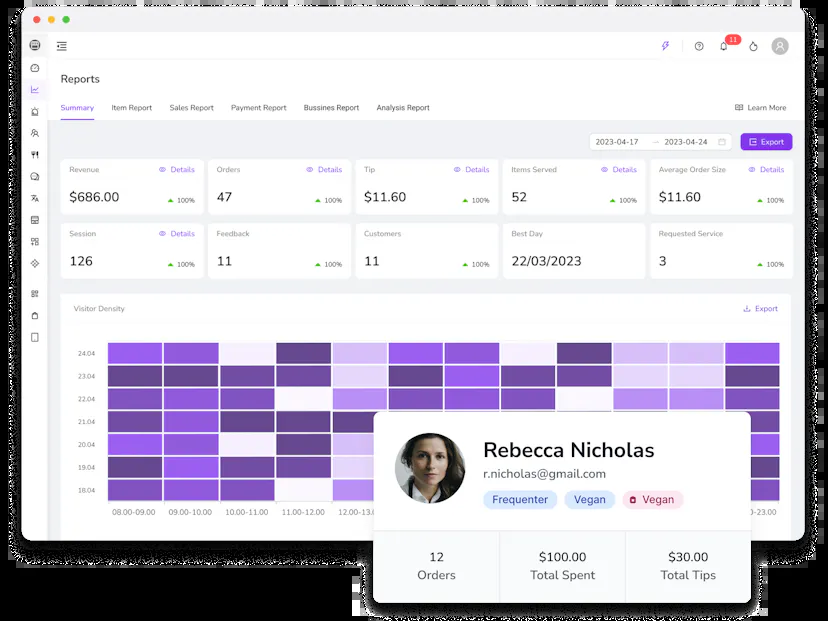 11
Reports
Summary Item Report Sales Report Payment Report Bussines Report Analysis Report Learn More
2023-04-17 → 2023-04-24 Export
Revenue Details Orders Details Tip Details Items Served Details Average Order Size Details
$686.00 100% 47 100% $11.60 100% 52 100% $11.60 100%
Session Details Feedback Customers Best Day Requested Service
126 100% 11 100% 11 100% 22/03/2023 3 100%
Visitor Density Export
24.04
23.04
22.04
21.04
20.04
19.04
18.04
08.00-09.00 09.00-10.00 10.00-11.00 11.00-12.00 12.00-13.0 0-23.00
Rebecca Nicholas
r.nicholas@gmail.com
Frequenter Vegan Vegan
12 $100.00 $30.00
Orders Total Spent Total Tips